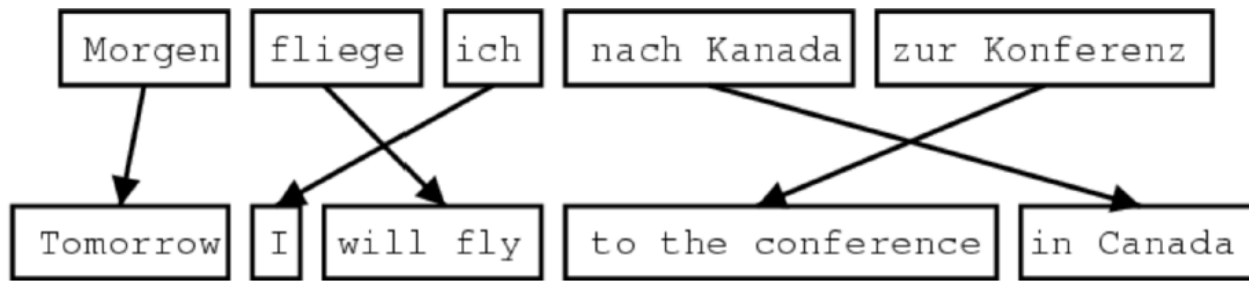 Morgen fliege ich nach Kanada zur Konferenz
Tomorrow I will fly to the conference in Canada